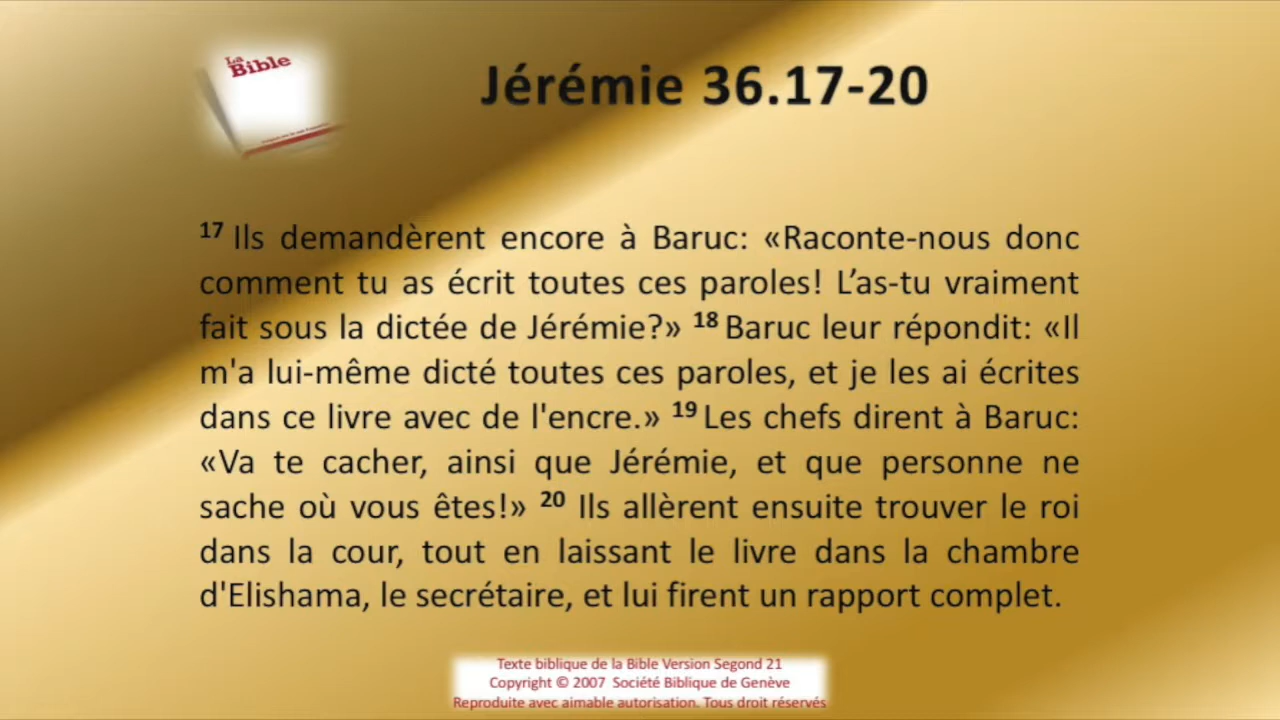 La
Bible
Jérémie 36.17-20
17 Ils demandèrent encore à Baruc: «Raconte-nous donc
comment tu as écrit toutes ces paroles! L’as-tu vraiment
fait sous la dictée de Jérémie?» 18 Baruc leur répondit: «Il
m'a lui-même dicté toutes ces paroles, et je les ai écrites
dans ce livre avec de l'encre.» 19 Les chefs dirent à Baruc:
«Va te cacher, ainsi que Jérémie, et que personne ne
sache où vous êtes!» 20 Ils allèrent ensuite trouver le roi
dans la cour, tout en laissant le livre dans la chambre
d'Elishama, le secrétaire, et lui firent un rapport complet.
Texte biblique de la Bible Version Segond 21
Copyright © 2007 Société Biblique de Genève
Reproduite avec aimable autorisation. Tous droit réservés